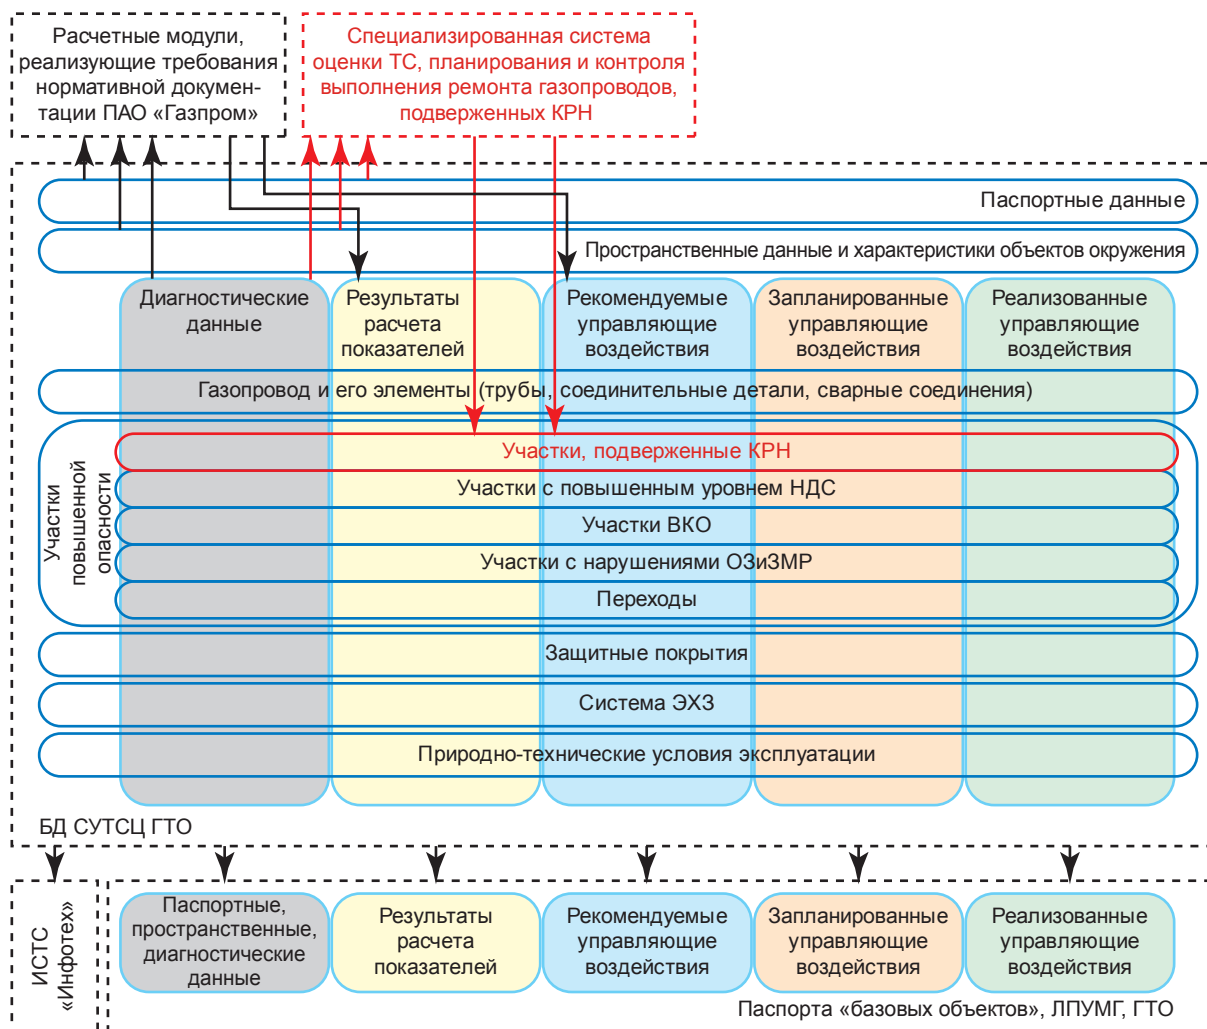 Расчетные модули,
реализующие требования
нормативной докумен-
тации ПАО «Газпром»
Специализированная система
оценки ТС, планирования и контроля
выполнения ремонта газопроводов,
подверженных КРН
Паспортные данные
Пространственные данные и характеристики объектов окружения
Диагностические
данные
Результаты
расчета
показателей
Рекомендуемые
управляющие
воздействия
Запланированные
управляющие
воздействия
Реализованные
управляющие
воздействия
Газопровод и его элементы (трубы, соединительные детали, сварные соединения)
Участки
повышенной
опасности
Участки, подверженные КРН
Участки с повышенным уровнем НДС
Участки ВКО
Участки с нарушениями ОЗиЗМР
Переходы
Защитные покрытия
Система ЭХЗ
Природно-технические условия эксплуатации
БД СУТСЦ ГТО
ИСТС
«Инфотех»
Паспортные,
пространственные,
диагностические
данные
Результаты
расчета
показателей
Рекомендуемые
управляющие
воздействия
Запланированные
управляющие
воздействия
Реализованные
управляющие
воздействия
Паспорта «базовых объектов», ЛПУМГ, ГТО